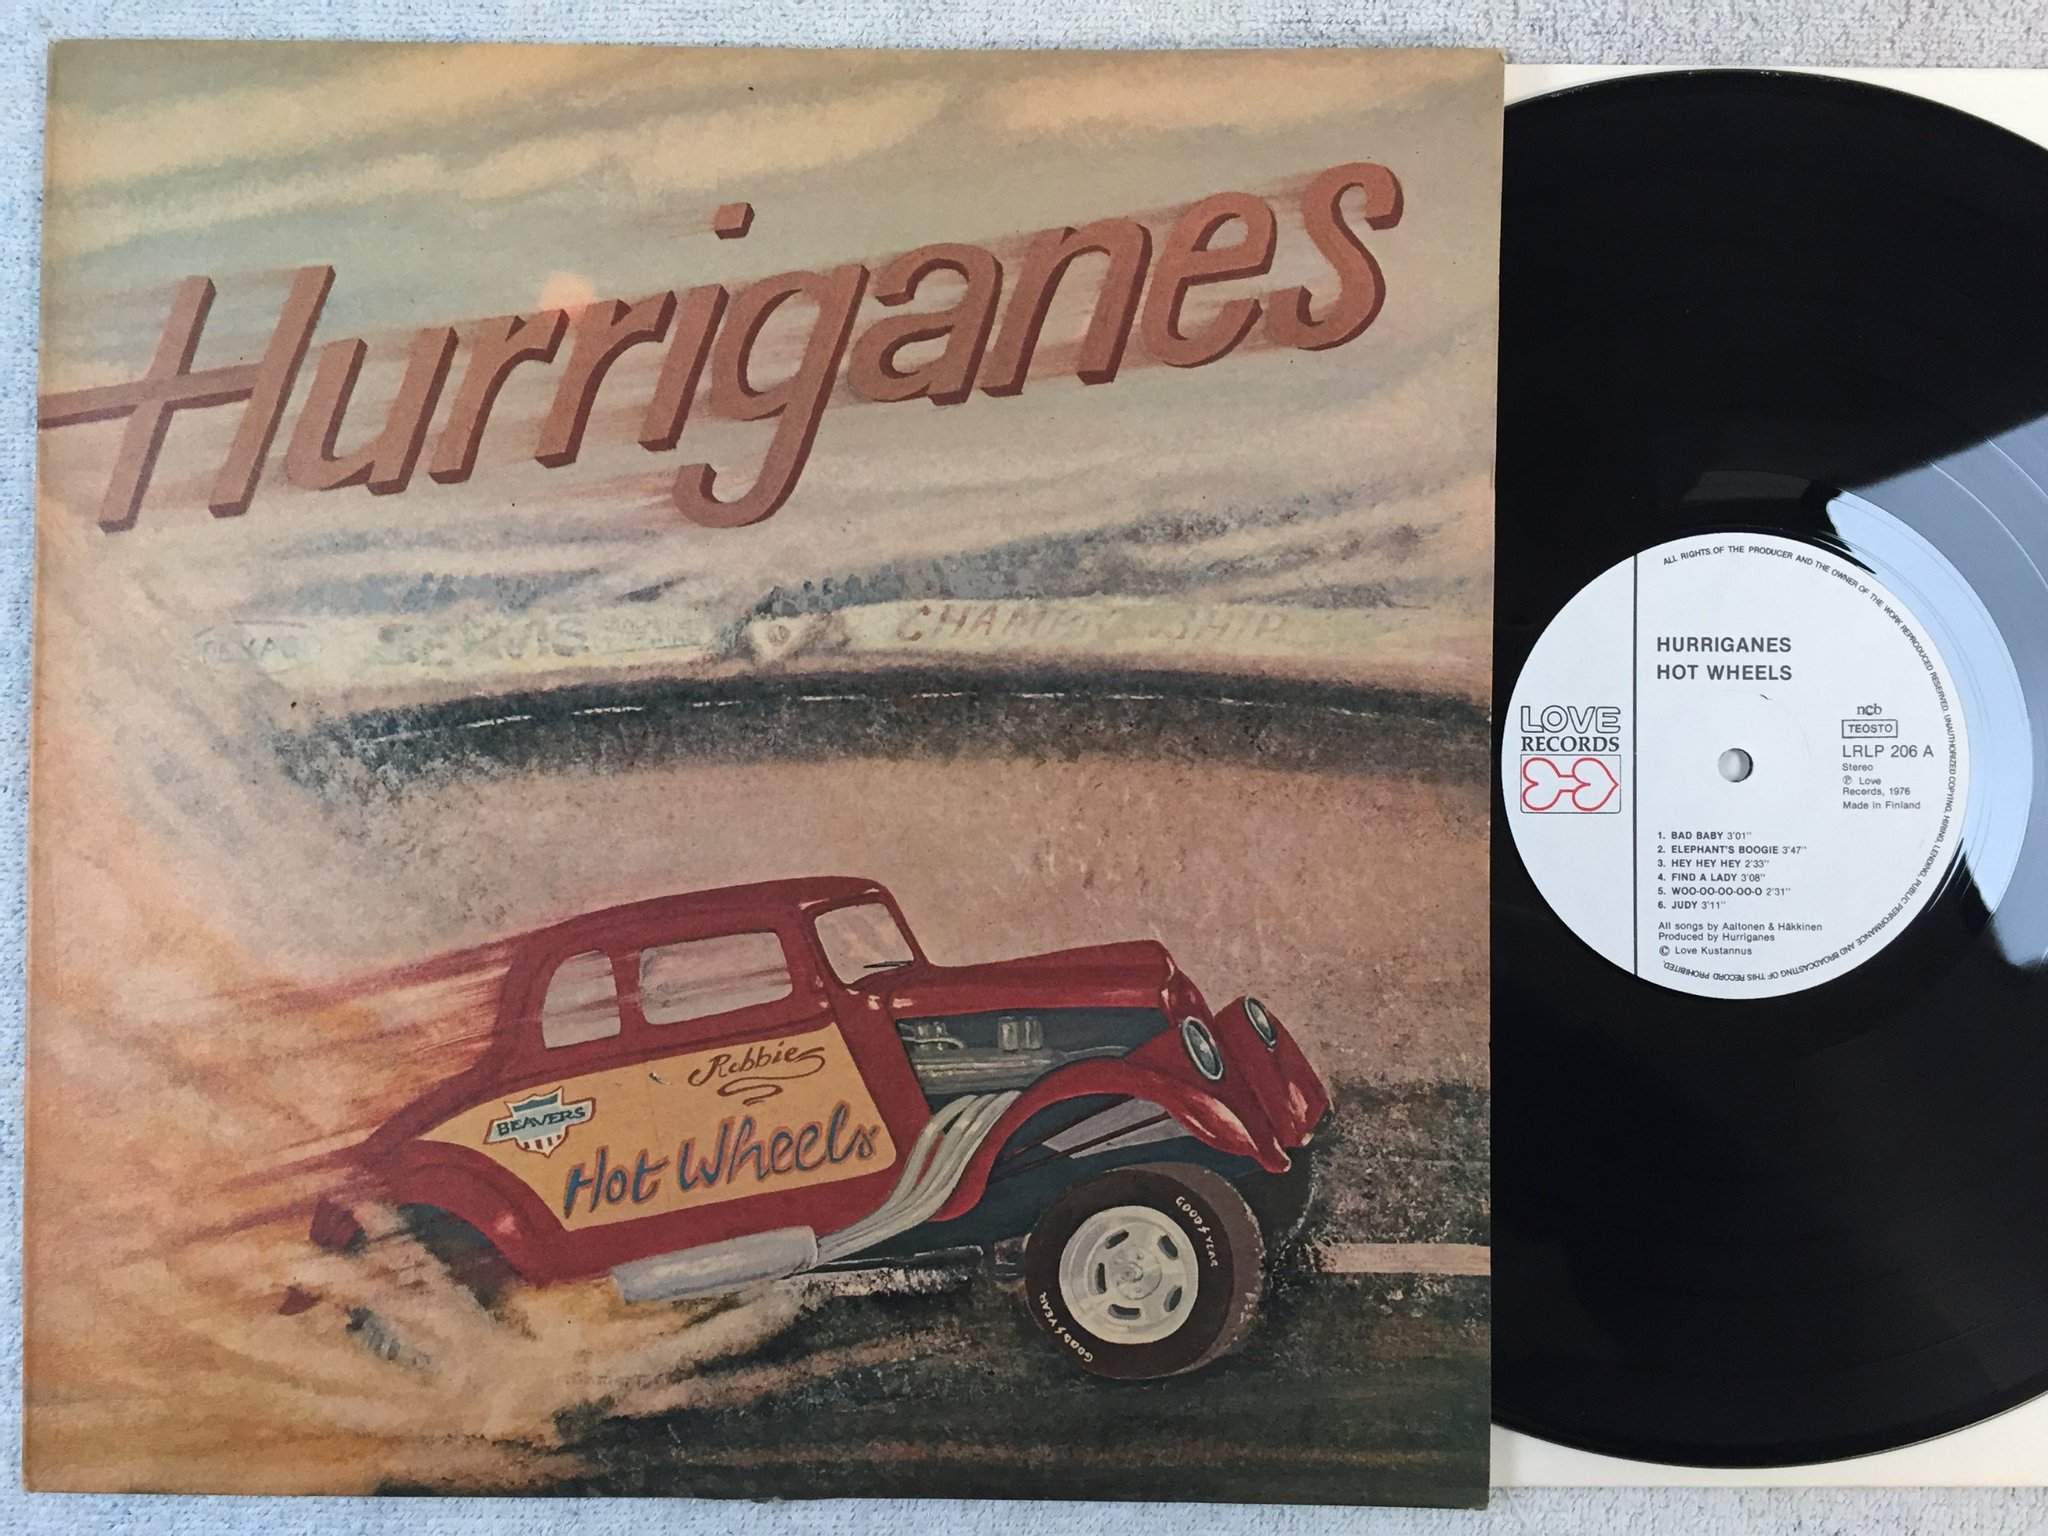 Hurriganes
CHAMPIONSHIP
Robbie
BEAVERS
Hot Wheels
GOOD YEAR
GOOD YEAR
ALL RIGHTS OF THE PRODUCER AND THE OWNER OF THE WORK REPRODUCED RESERVED. UNAUTHORIZED COPYING, HIRING, LENDING, PUBLIC PERFORMANCE AND BROADCASTING OF THIS RECORD PROHIBITED.
HURRIGANES
HOT WHEELS
LOVE
RECORDS
ncb
TEOSTO
LRLP 206 A
Stereo
℗ Love
Records, 1976
Made in Finland
1. BAD BABY 3'01"
2. ELEPHANT'S BOOGIE 3'47"
3. HEY HEY HEY 2'33"
4. FIND A LADY 3'08"
5. WOO-OO-OO-OO-O 2'31"
6. JUDY 3'11"
All songs by Aaltonen & Häkkinen
Produced by Hurriganes
© Love Kustannus